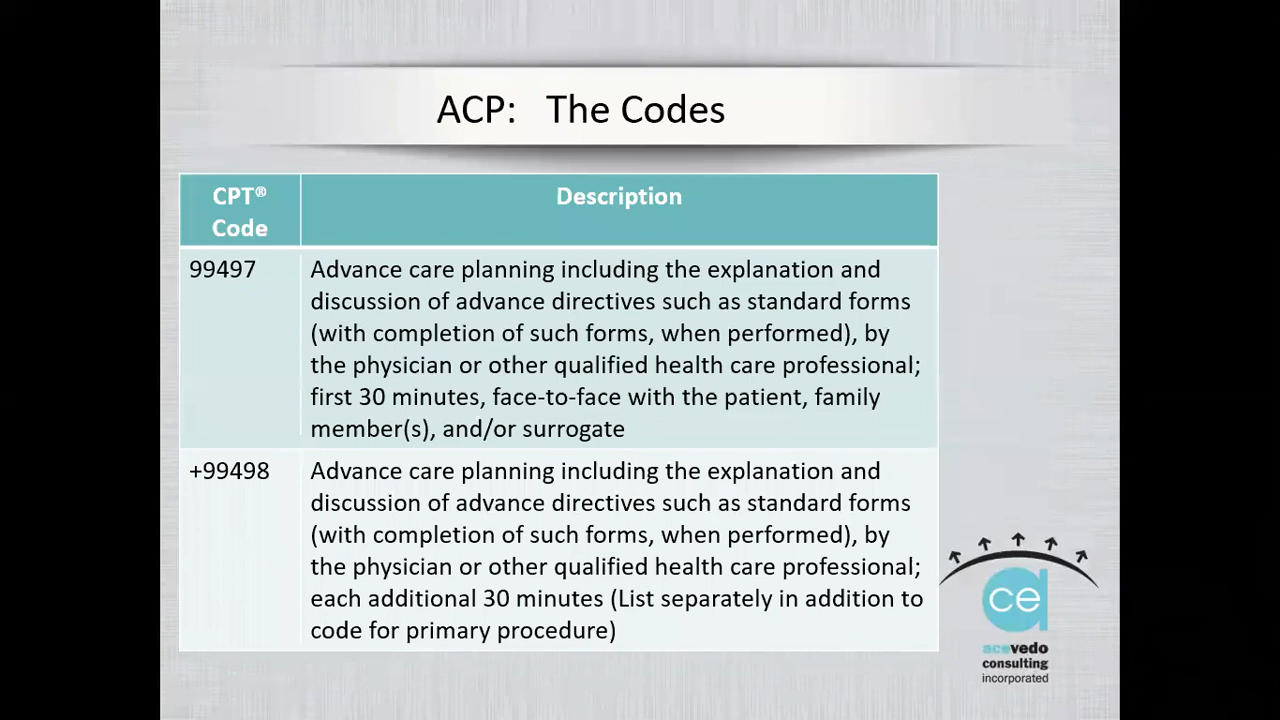 ACP: The Codes
CPT®
Code
Description
99497
Advance care planning including the explanation and
discussion of advance directives such as standard forms
(with completion of such forms, when performed), by
the physician or other qualified health care professional;
first 30 minutes, face-to-face with the patient, family
member(s), and/or surrogate
+99498
Advance care planning including the explanation and
discussion of advance directives such as standard forms
(with completion of such forms, when performed), by
the physician or other qualified health care professional;
each additional 30 minutes (List separately in addition to
code for primary procedure)
ce
acevedo
consulting
incorporated